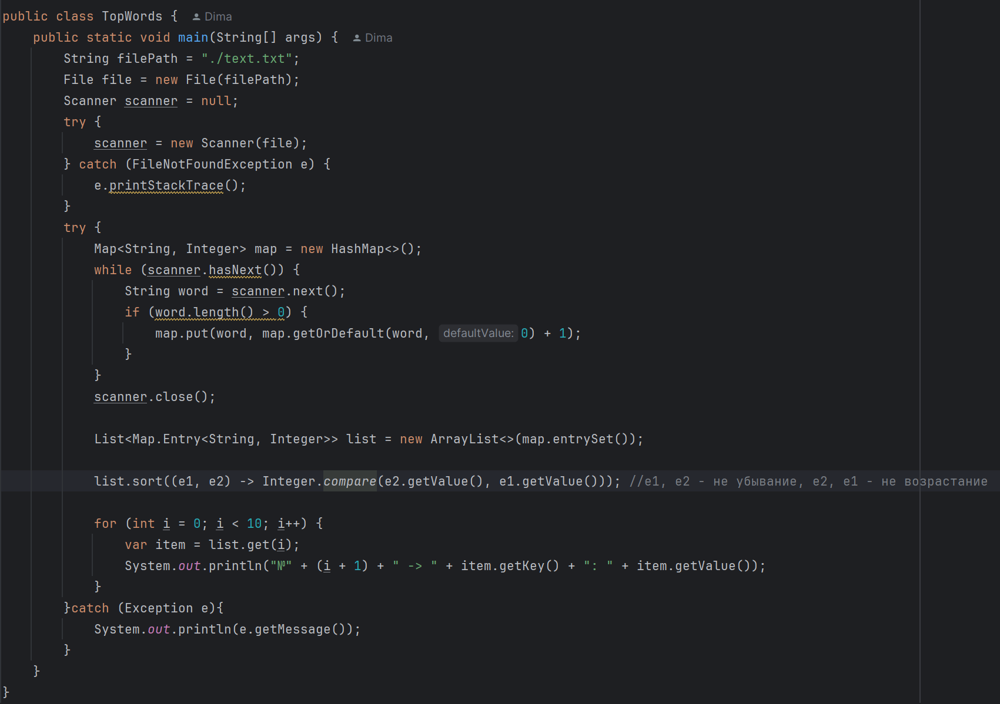 public class TopWords { Dima
public static void main(String[] args) { Dima
String filePath = "./text.txt";
File file = new File(filePath);
Scanner scanner = null;
try {
scanner = new Scanner(file);
} catch (FileNotFoundException e) {
e.printStackTrace();
}
try {
Map<String, Integer> map = new HashMap<>();
while (scanner.hasNext()) {
String word = scanner.next();
if (word.length() > 0) {
map.put(word, map.getOrDefault(word, defaultValue: 0) + 1);
}
}
scanner.close();
List<Map.Entry<String, Integer>> list = new ArrayList<>(map.entrySet());
list.sort((e1, e2) -> Integer.compare(e2.getValue(), e1.getValue())); //e1, e2 - не убывание, e2, e1 - не возрастание
for (int i = 0; i < 10; i++) {
var item = list.get(i);
System.out.println("№" + (i + 1) + " -> " + item.getKey() + ": " + item.getValue());
}
}catch (Exception e){
System.out.println(e.getMessage());
}
}
}